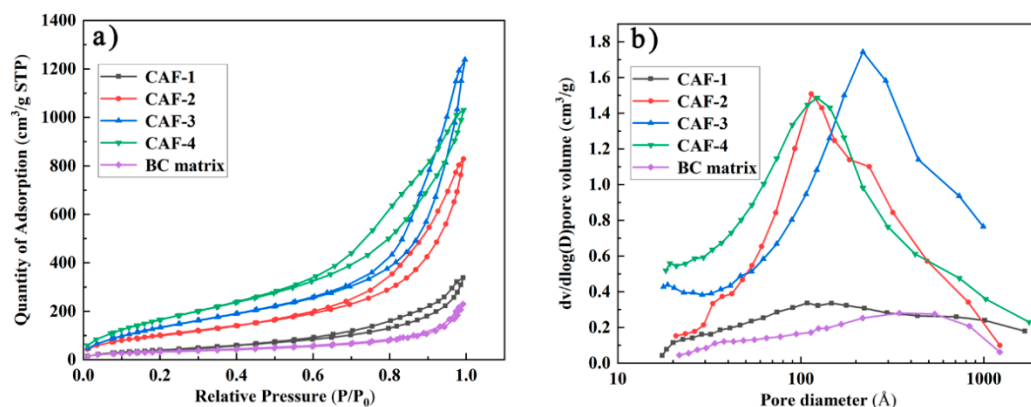 a)
CAF-1
CAF-2
CAF-3
CAF-4
BC matrix
Quantity of Adsorption (cm³/g STP)
1400
1200
1000
800
600
400
200
0
0.0 0.2 0.4 0.6 0.8 1.0
Relative Pressure (P/P₀)
b)
CAF-1
CAF-2
CAF-3
CAF-4
BC matrix
dv/dlog(D)pore volume (cm³/g)
1.8
1.6
1.4
1.2
1.0
0.8
0.6
0.4
0.2
0.0
10 100 1000
Pore diameter (Å)